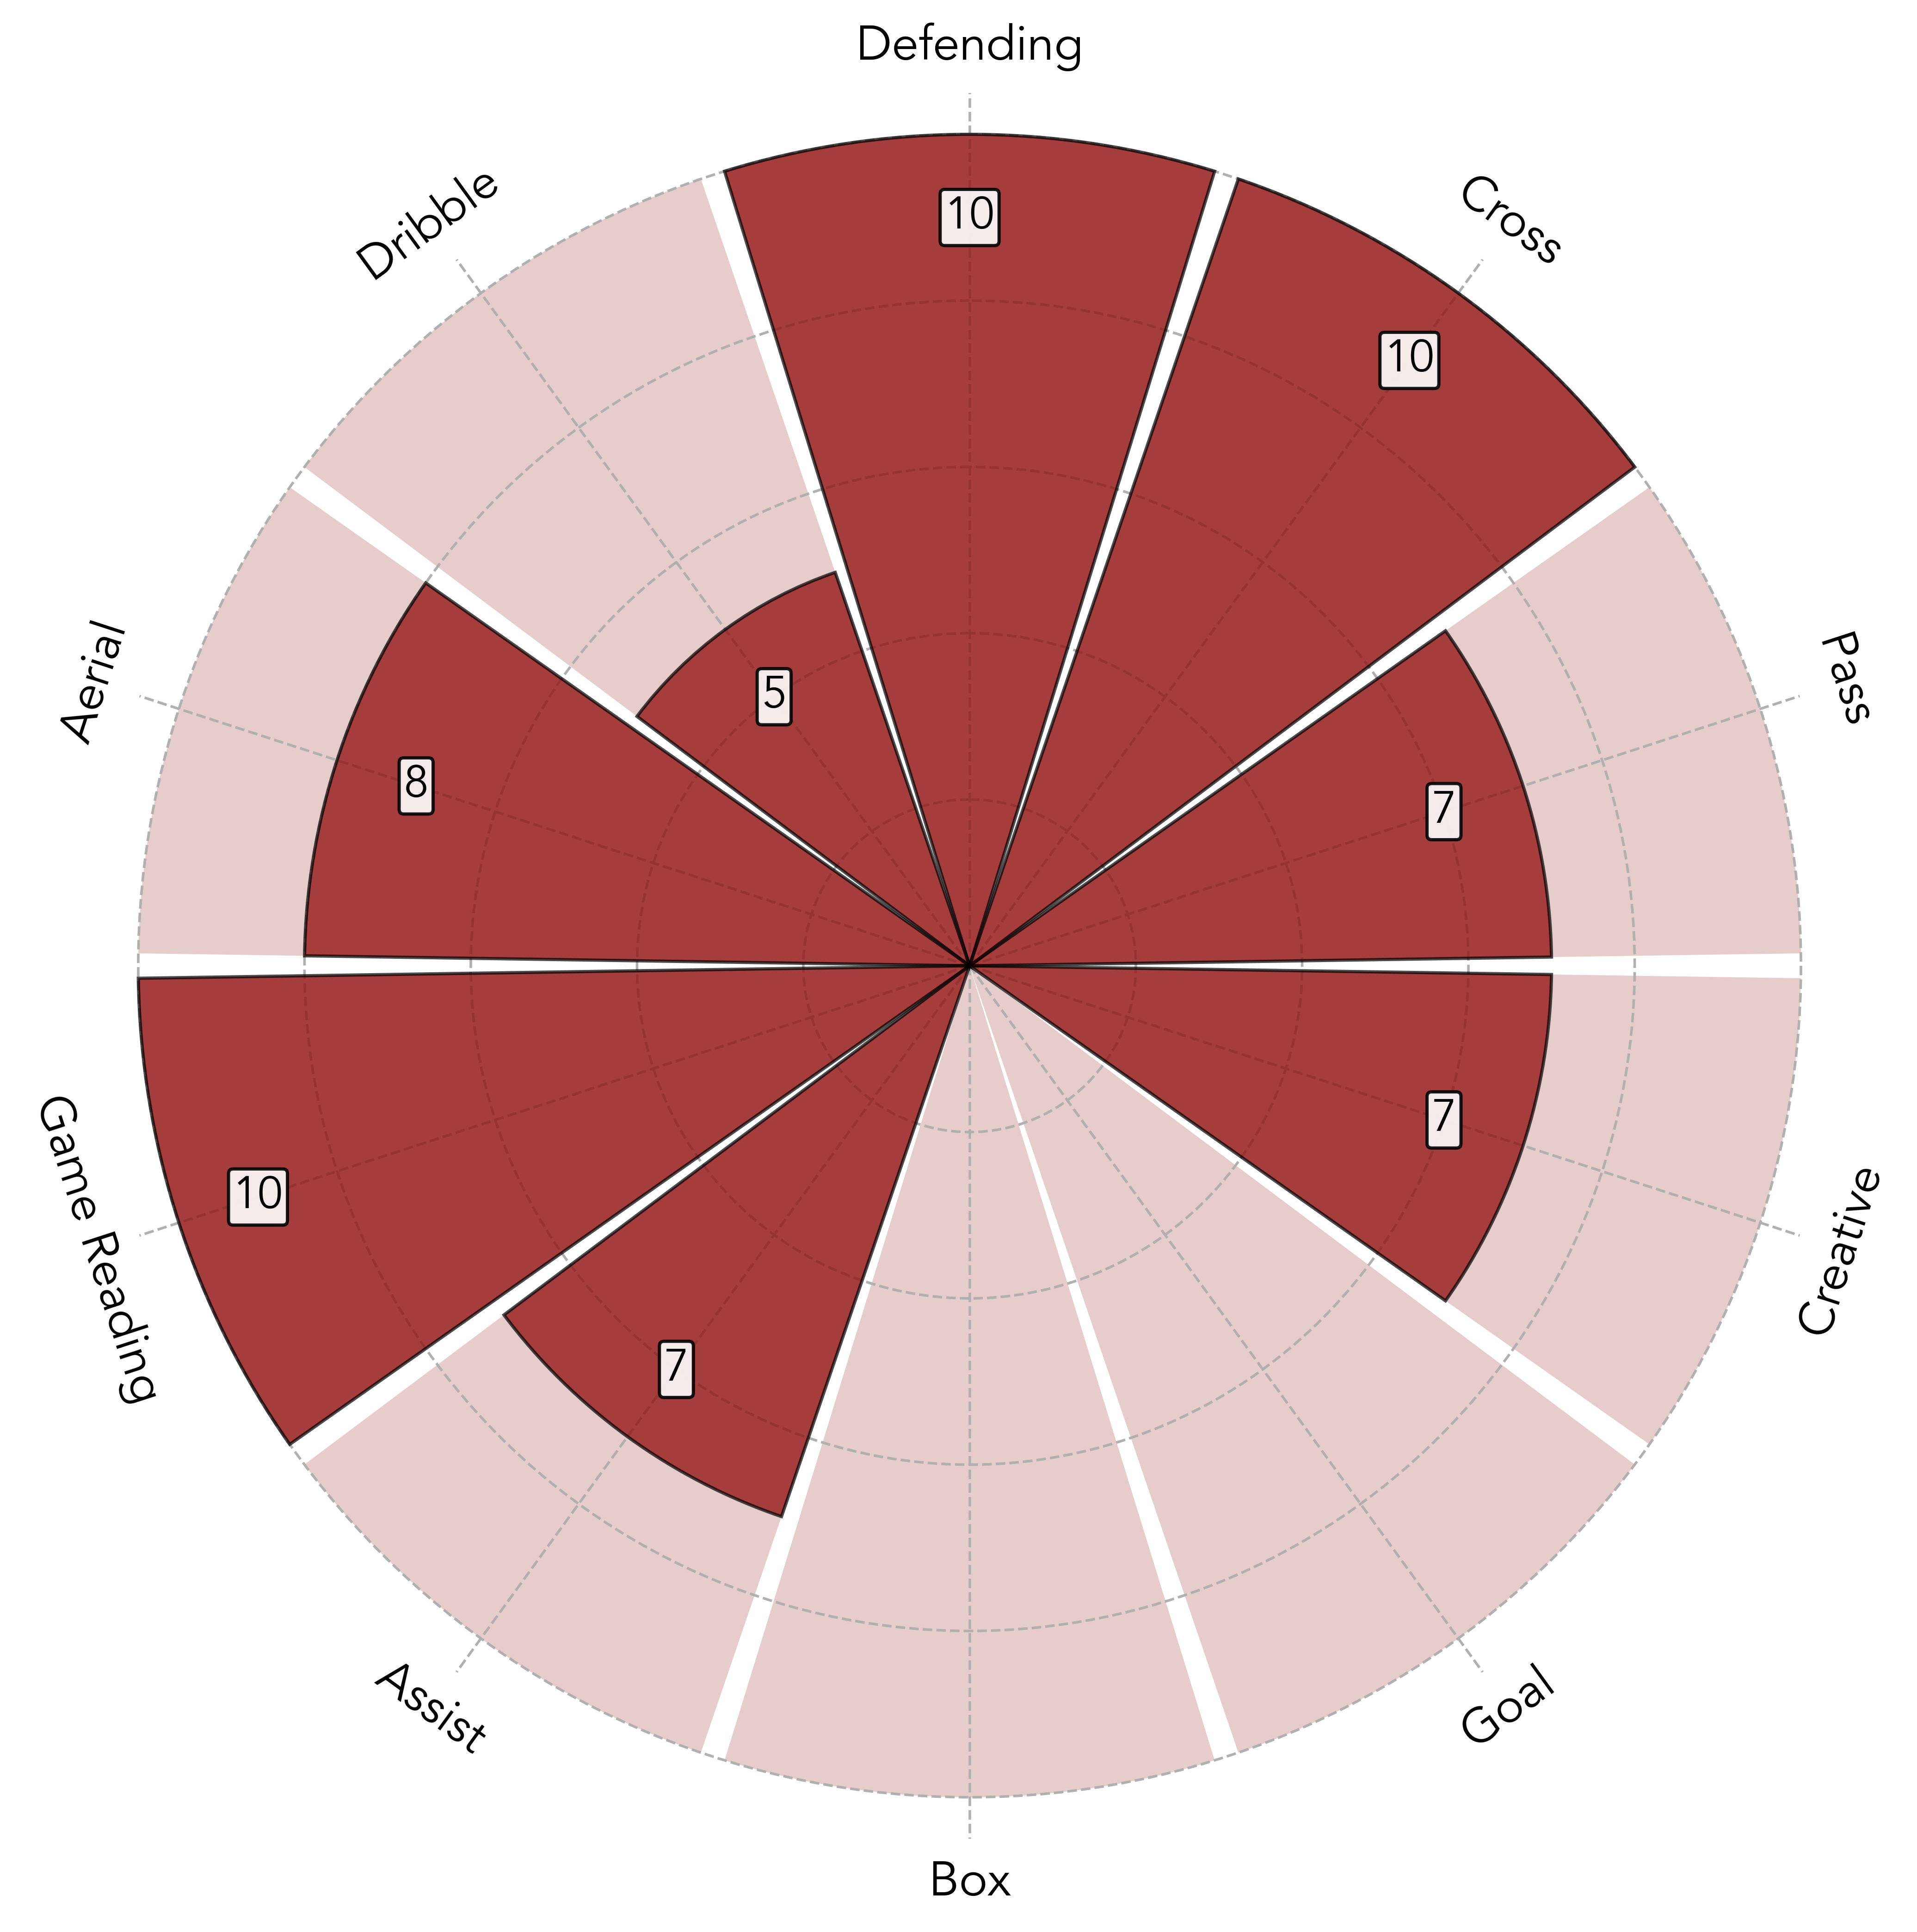 Defending
Cross
Pass
Creative
Goal
Box
Assist
Game Reading
Aerial
Dribble
10
10
7
7
7
10
8
5